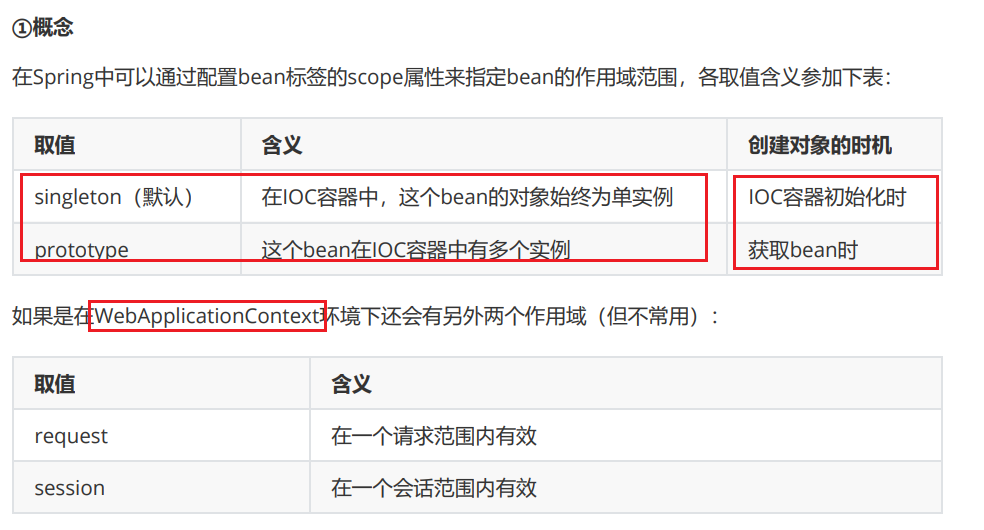 ①概念
在Spring中可以通过配置bean标签的scope属性来指定bean的作用域范围，各取值含义参加下表：
取值 含义 创建对象的时机
singleton（默认） 在IOC容器中，这个bean的对象始终为单实例 IOC容器初始化时
prototype 这个bean在IOC容器中有多个实例 获取bean时
如果是在WebApplicationContext环境下还会有另外两个作用域（但不常用）：
取值 含义
request 在一个请求范围内有效
session 在一个会话范围内有效